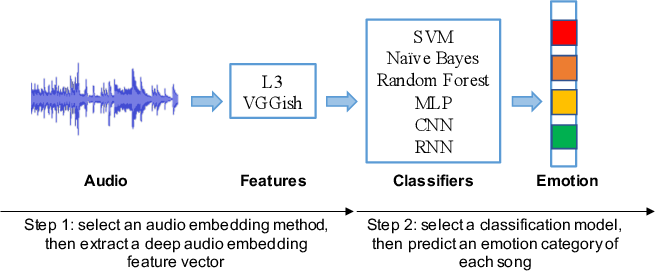 L3
VGGish
SVM
Naïve Bayes
Random Forest
MLP
CNN
RNN
Audio
Features
Classifiers
Emotion
Step 1: select an audio embedding method,
then extract a deep audio embedding
feature vector
Step 2: select a classification model,
then predict an emotion category of
each song